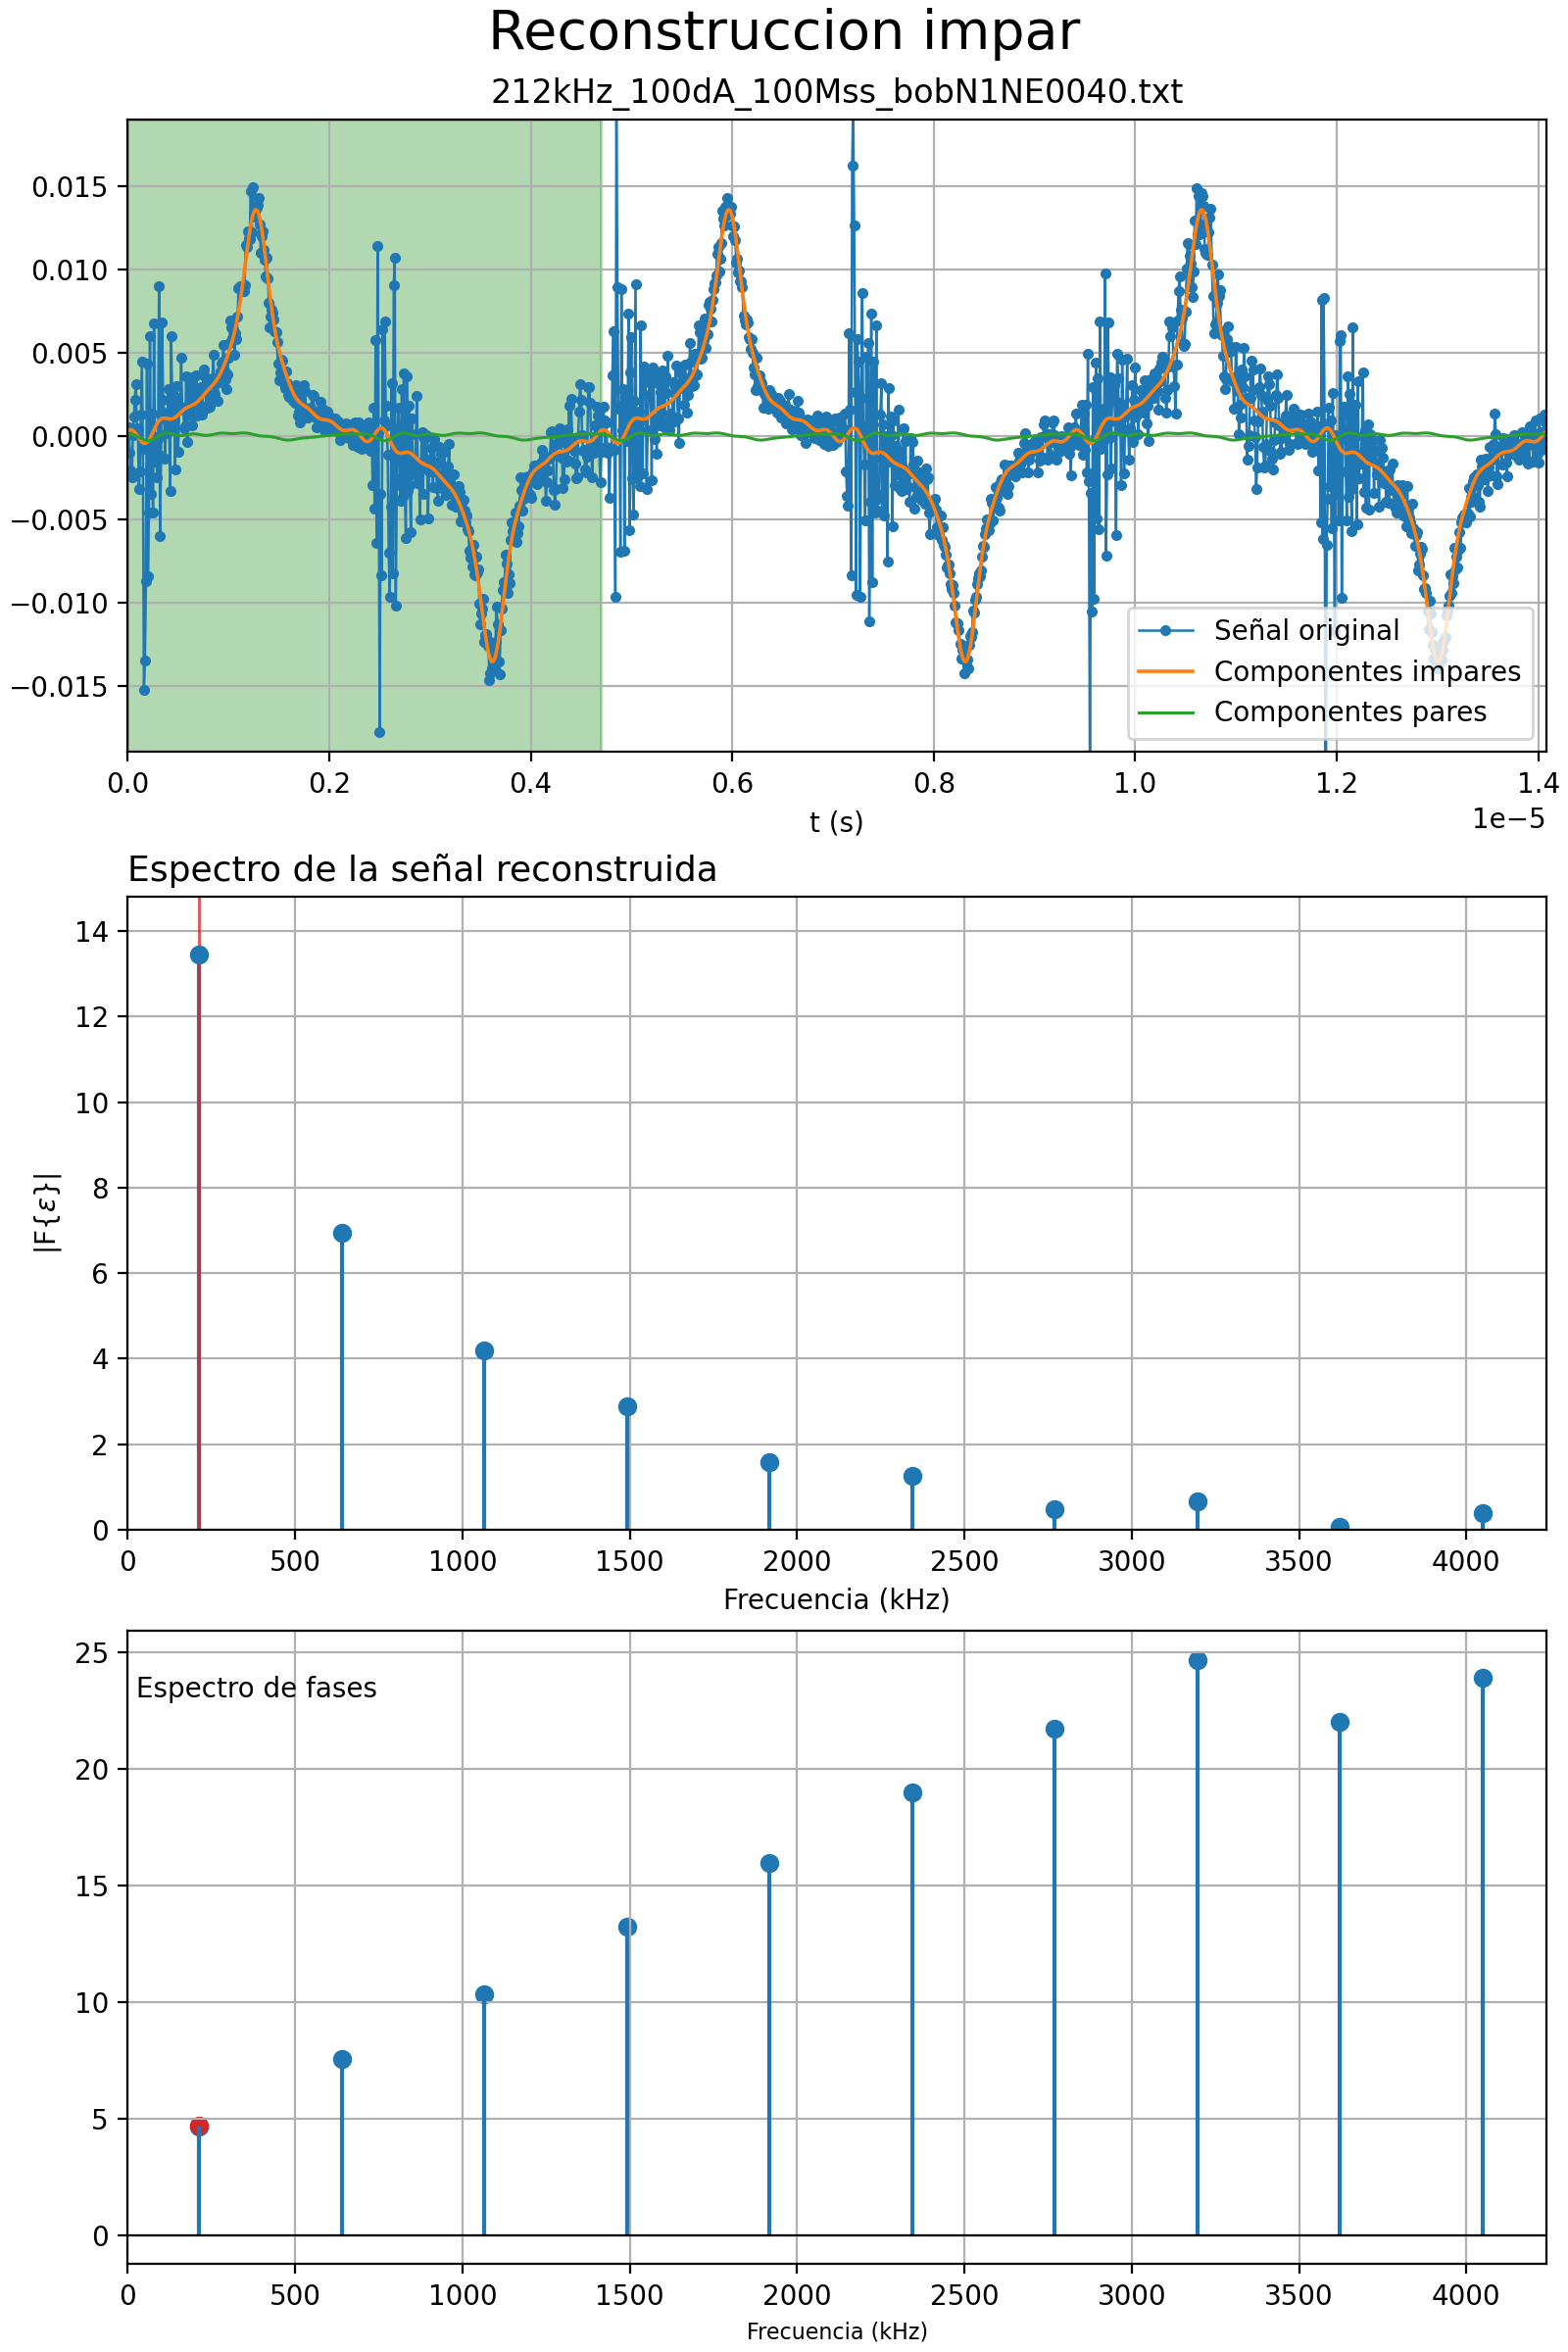 Reconstruccion impar
212kHz_100dA_100Mss_bobN1NE0040.txt
0.015
0.010
0.005
0.000
−0.005
−0.010
−0.015
Señal original
Componentes impares
Componentes pares
0.0 0.2 0.4 0.6 0.8 1.0 1.2 1.4
1e−5
t (s)
Espectro de la señal reconstruida
14
12
10
8
6
4
2
0
|F{ε}|
0 500 1000 1500 2000 2500 3000 3500 4000
Frecuencia (kHz)
25
20
15
10
5
0
Espectro de fases
0 500 1000 1500 2000 2500 3000 3500 4000
Frecuencia (kHz)